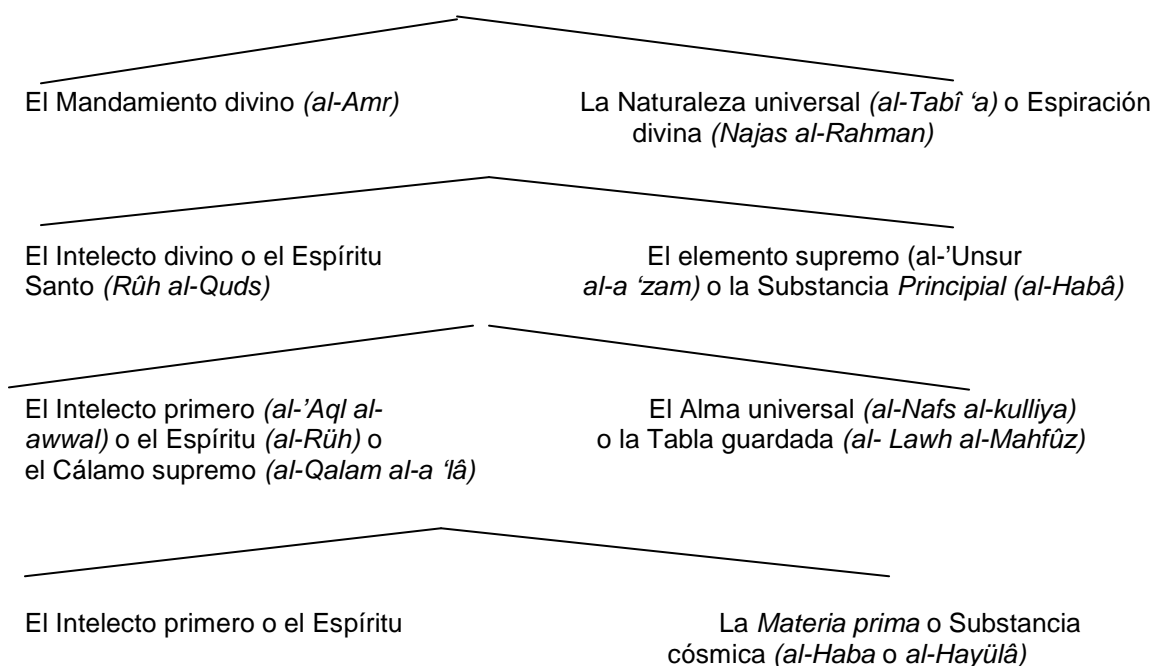 El Mandamiento divino (al-Amr)
La Naturaleza universal (al-Tabî ‘a) o Espiración
divina (Najas al-Rahman)
El Intelecto divino o el Espíritu
Santo (Rûh al-Quds)
El elemento supremo (al-’Unsur
al-a ‘zam) o la Substancia Principial (al-Habâ)
El Intelecto primero (al-’Aql al-
awwal) o el Espíritu (al-Rüh) o
el Cálamo supremo (al-Qalam al-a ‘lâ)
El Alma universal (al-Nafs al-kulliya)
o la Tabla guardada (al- Lawh al-Mahfûz)
El Intelecto primero o el Espíritu
La Materia prima o Substancia
cósmica (al-Haba o al-Hayülâ)